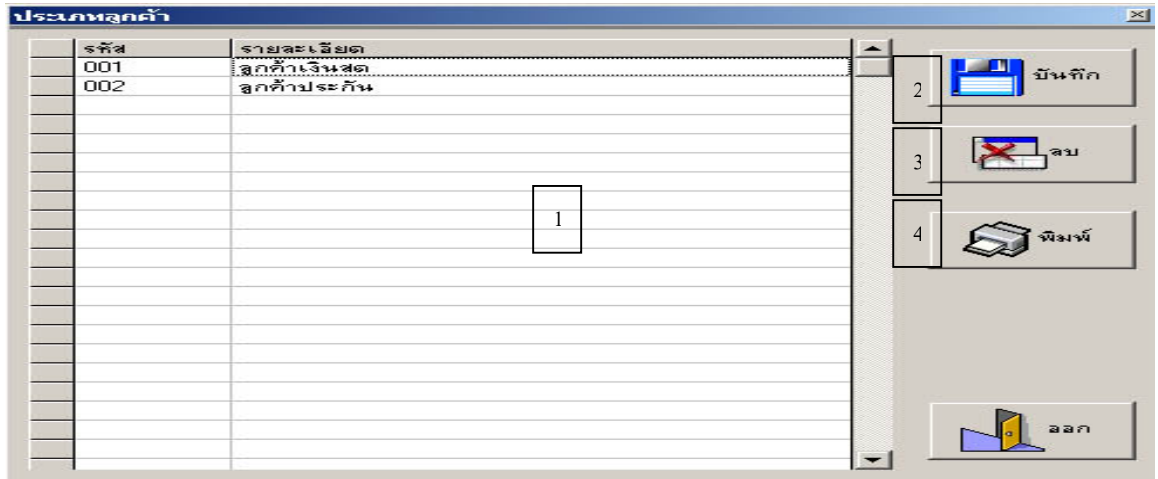 ประเภทลูกค้า
รหัส รายละเอียด
001 ลูกค้าเงินสด
002 ลูกค้าประกัน
1
2 บันทึก
3 ลบ
4 พิมพ์
ออก